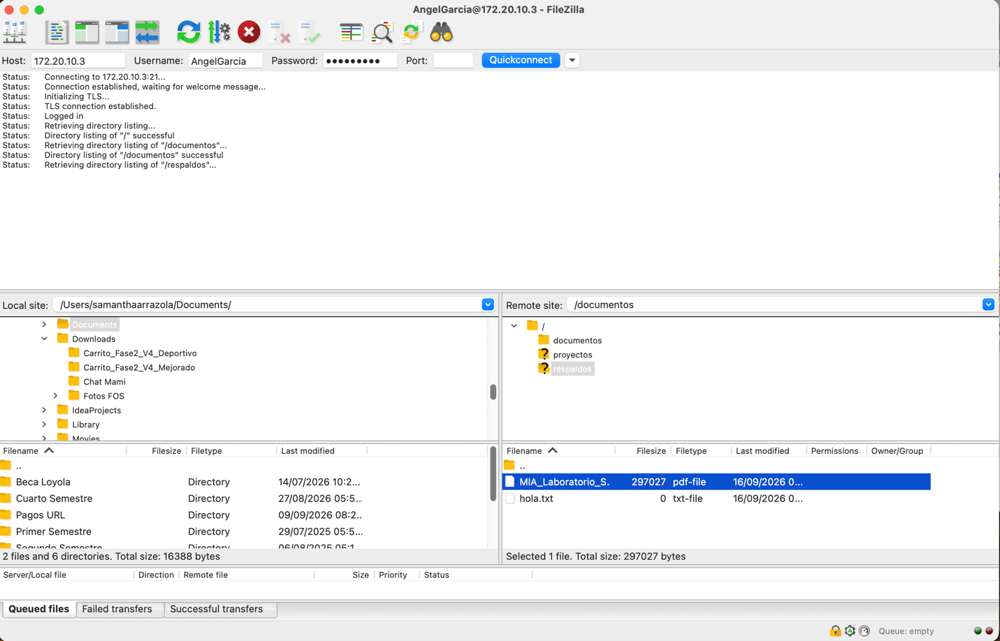 AngelGarcia@172.20.10.3 - FileZilla
Host: 172.20.10.3 Username: AngelGarcia Password: ●●●●●●●●● Port: Quickconnect
Status: Connecting to 172.20.10.3:21...
Status: Connection established, waiting for welcome message...
Status: Initializing TLS...
Status: TLS connection established.
Status: Logged in
Status: Retrieving directory listing...
Status: Directory listing of "/" successful
Status: Retrieving directory listing of "/documentos"...
Status: Directory listing of "/documentos" successful
Status: Retrieving directory listing of "/respaldos"...
Local site: /Users/samanthaarrazola/Documents/
Documents
Downloads
Carrito_Fase2_V4_Deportivo
Carrito_Fase2_V4_Mejorado
Chat Mami
Fotos FOS
IdeaProjects
Library
Movies
Filename Filesize Filetype Last modified
..
Beca Loyola Directory 14/07/2026 10:2...
Cuarto Semestre Directory 27/08/2026 05:5...
Pagos URL Directory 09/09/2026 08:2..
Primer Semestre Directory 29/07/2025 05:5...
Segundo Semestre Directory 06/08/2025 05:1
2 files and 6 directories. Total size: 16388 bytes
Remote site: /documentos
/
documentos
? proyectos
? respaldos
Filename Filesize Filetype Last modified Permissions Owner/Group
..
MIA_Laboratorio_S. 297027 pdf-file 16/09/2026 0...
hola.txt 0 txt-file 16/09/2026 0...
Selected 1 file. Total size: 297027 bytes
Server/Local file Direction Remote file Size Priority Status
Queued files Failed transfers Successful transfers
Queue: empty